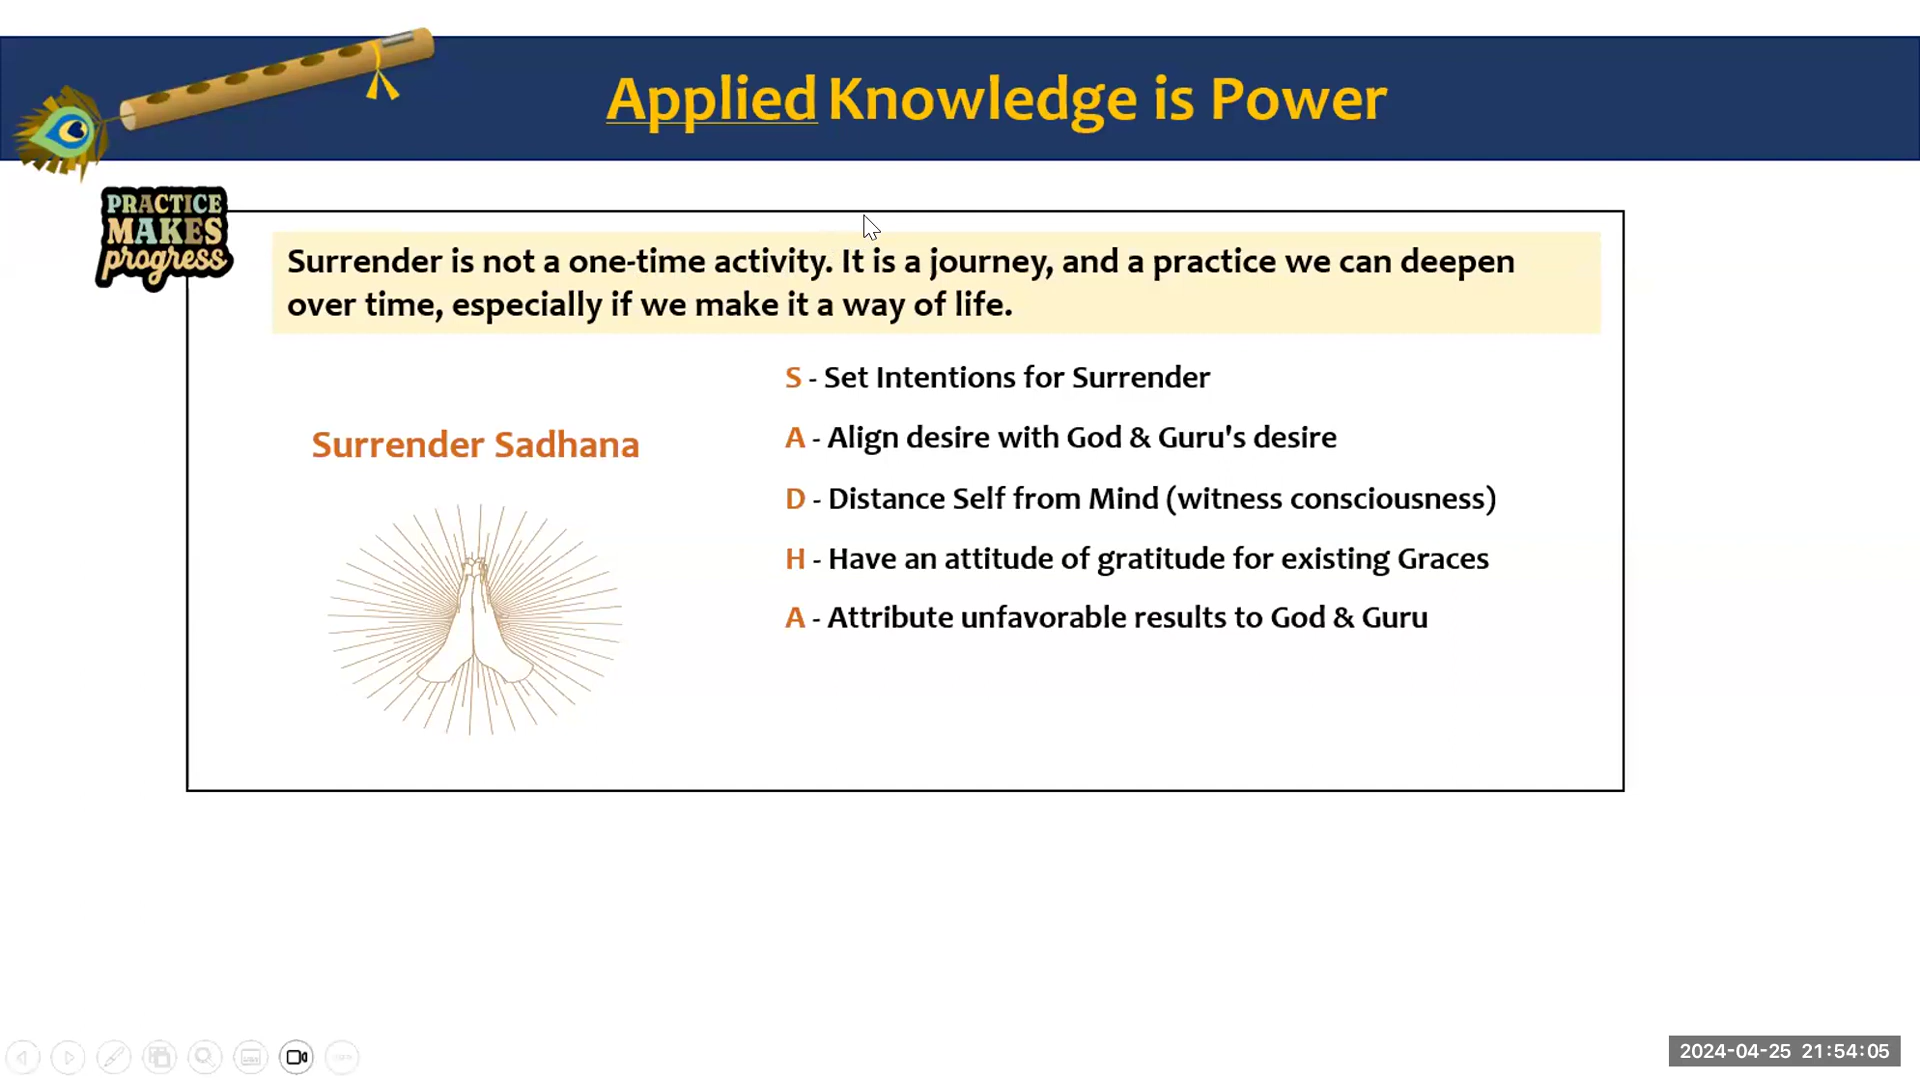 Applied Knowledge is Power
PRACTICE
MAKES
progress
Surrender is not a one-time activity. It is a journey, and a practice we can deepen
over time, especially if we make it a way of life.
Surrender Sadhana
S - Set Intentions for Surrender
A - Align desire with God & Guru's desire
D - Distance Self from Mind (witness consciousness)
H - Have an attitude of gratitude for existing Graces
A - Attribute unfavorable results to God & Guru
2024-04-25 21:54:05